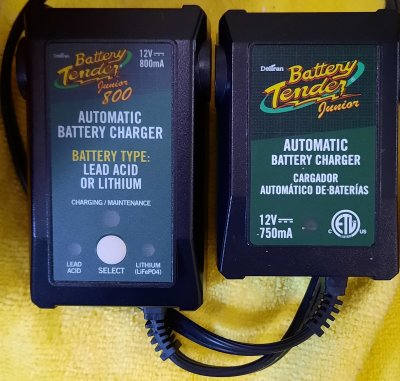 Deltran
Battery
Tender
Junior
800
12V
800mA
AUTOMATIC
BATTERY CHARGER
BATTERY TYPE:
LEAD ACID
OR LITHIUM
CHARGING / MAINTENANCE
LEAD
ACID
SELECT
LITHIUM
(LiFePO4)
Deltran
Battery
Tender
Junior
AUTOMATIC
BATTERY CHARGER
CARGADOR
AUTOMÁTICO DE BATERÍAS
12V
750mA
C ETL US